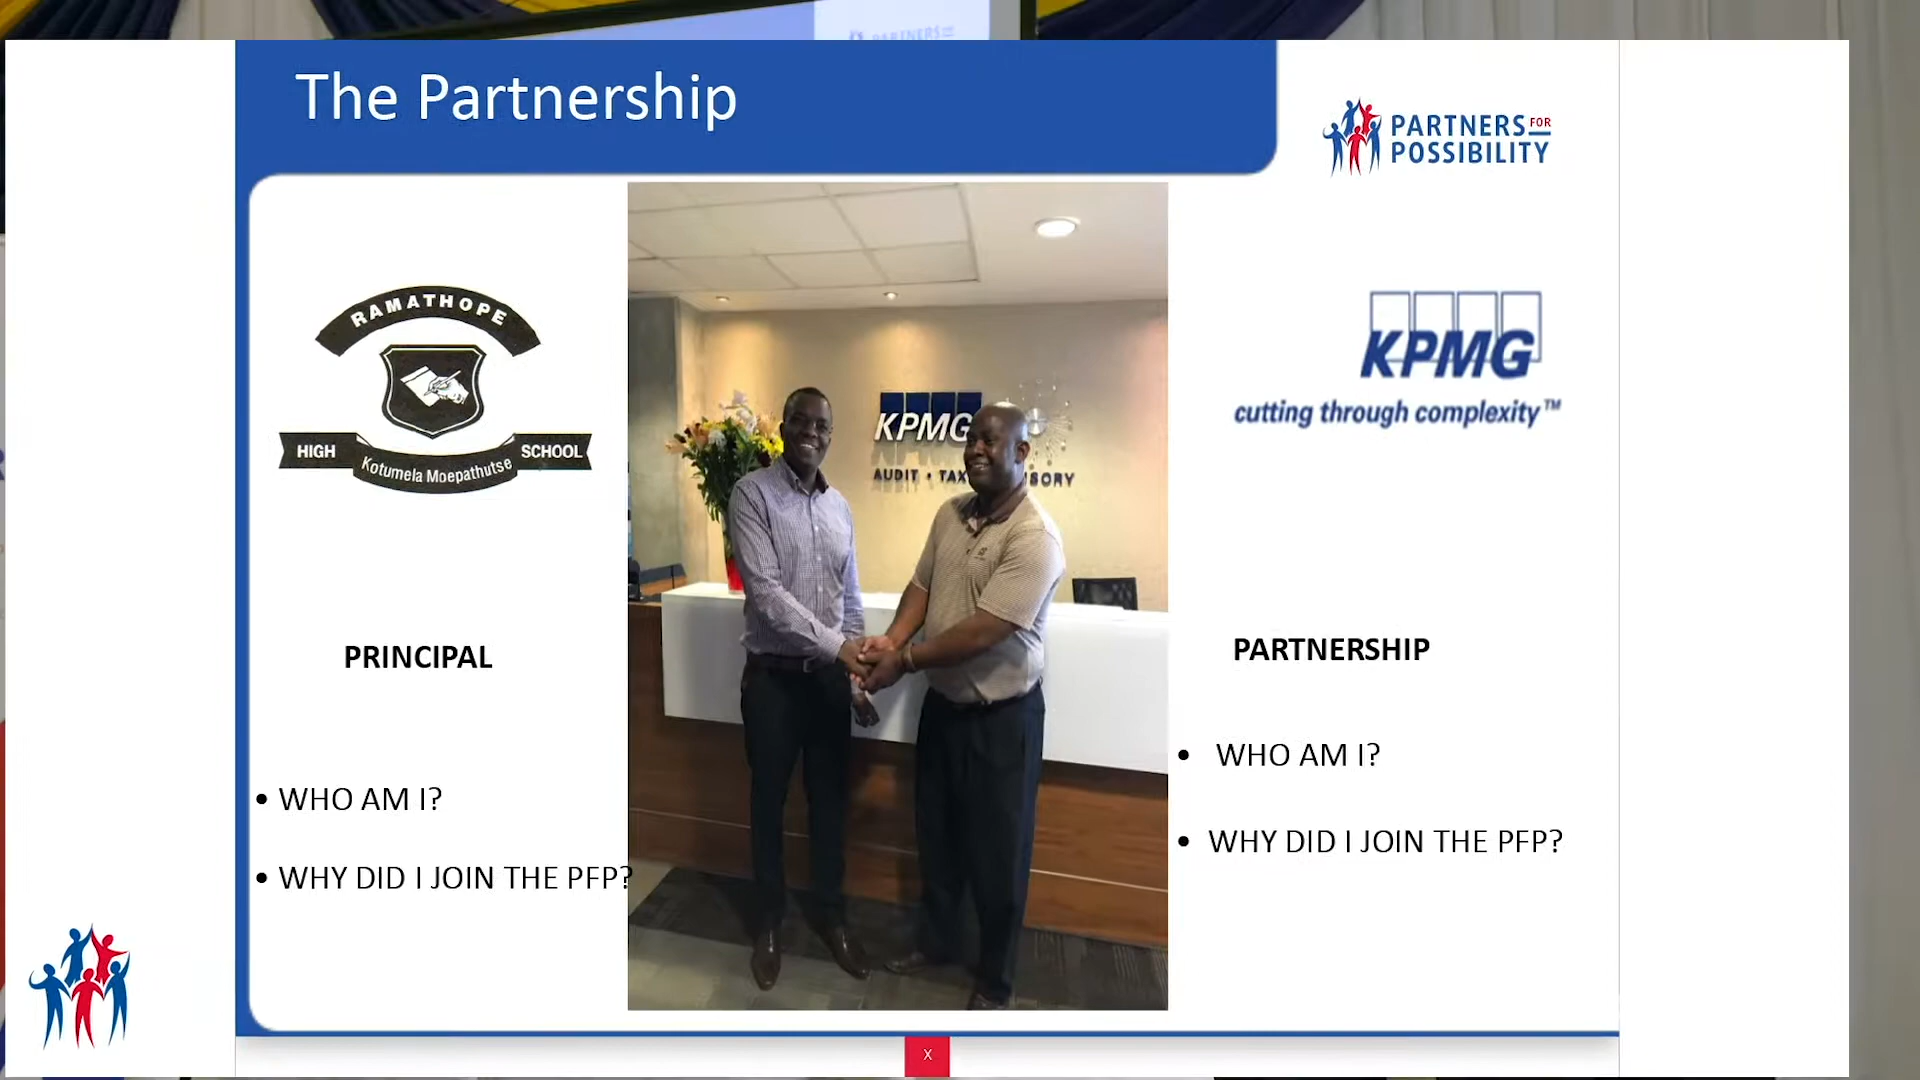 PARTNERS
The Partnership
PARTNERS FOR
POSSIBILITY
RAMATHOPE
HIGH
Kotumela Moepathutse
SCHOOL
KPMG
AUDIT • TAX
SORY
KPMG
cutting through complexity™
PRINCIPAL
• WHO AM I?
• WHY DID I JOIN THE PFP?
PARTNERSHIP
• WHO AM I?
• WHY DID I JOIN THE PFP?
X